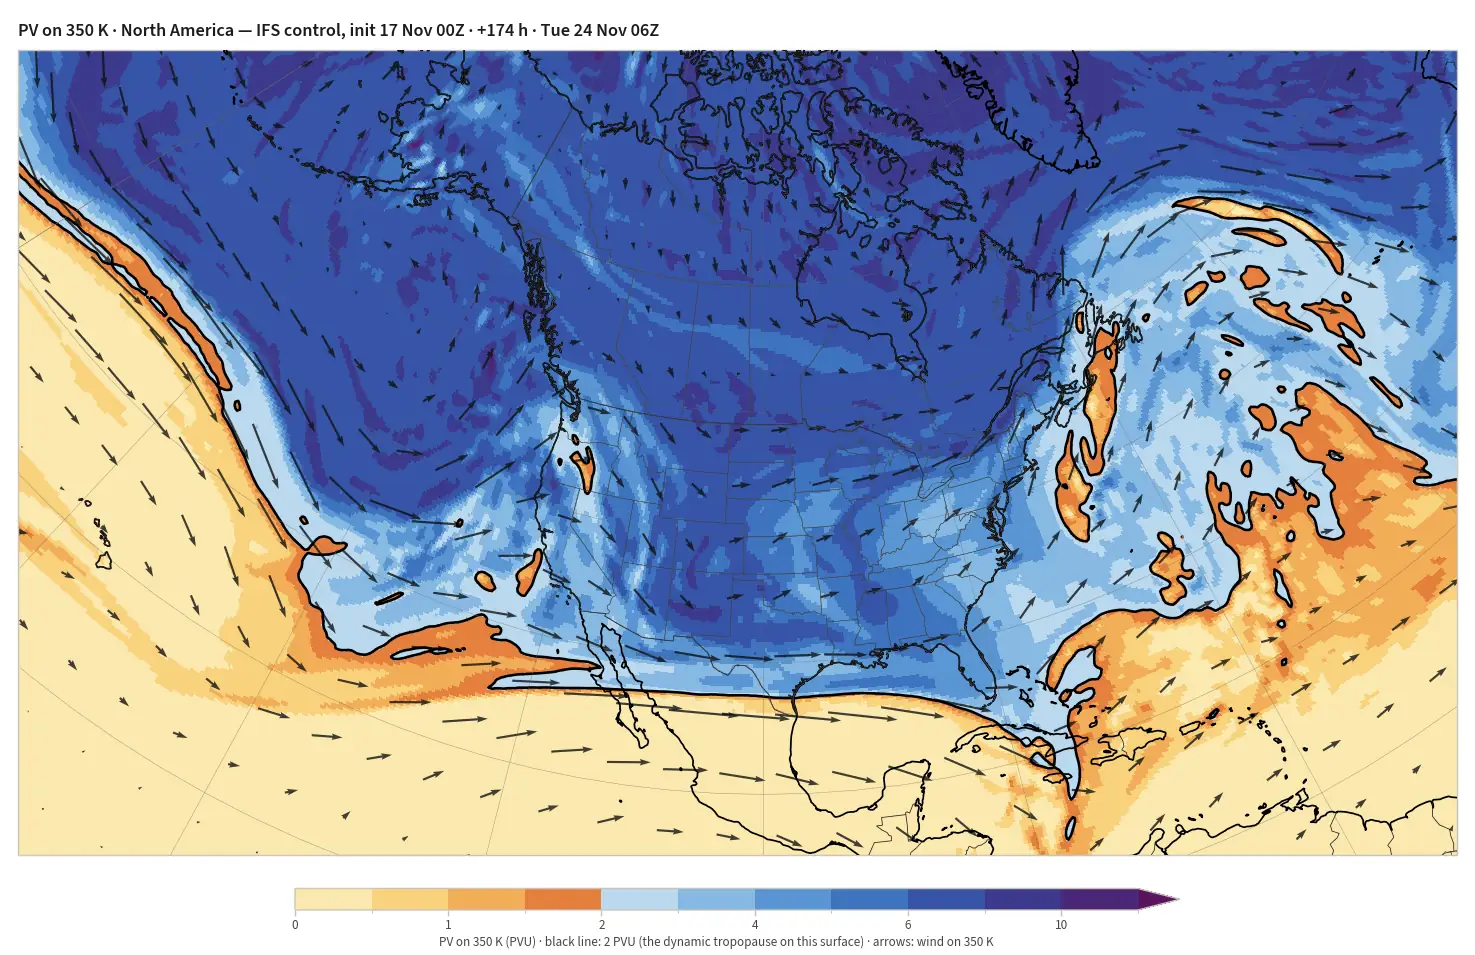 PV on 350 K · North America — IFS control, init 17 Nov 00Z · +174 h · Tue 24 Nov 06Z
0 1 2 4 6 8 10
PV on 350 K (PVU) · black line: 2 PVU (the dynamic tropopause on this surface) · arrows: wind on 350 K